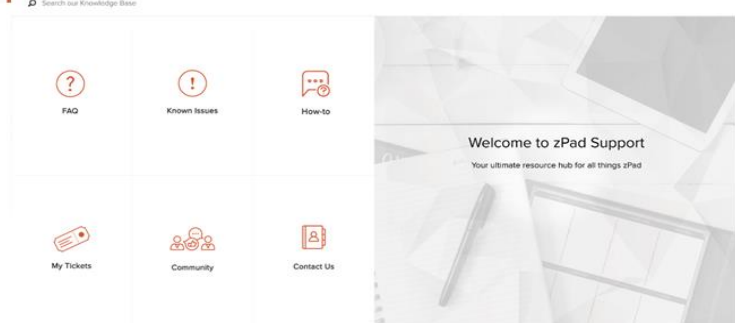 Search our Knowledge Base
FAQ
Known Issues
How-to
Welcome to zPad Support
Your ultimate resource hub for all things zPad
My Tickets
Community
Contact Us